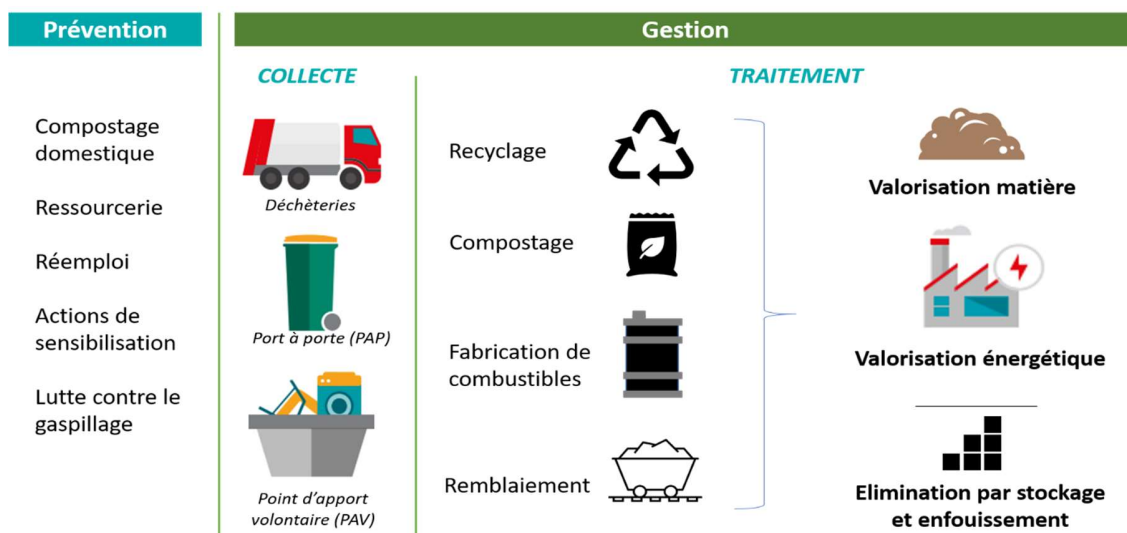 Prévention
Gestion
COLLECTE
TRAITEMENT
Compostage
domestique
Ressourcerie
Réemploi
Actions de
sensibilisation
Lutte contre le
gaspillage
Déchèteries
Port à porte (PAP)
Point d'apport
volontaire (PAV)
Recyclage
Compostage
Fabrication de
combustibles
Remblaiement
Valorisation matière
Valorisation énergétique
Elimination par stockage
et enfouissement